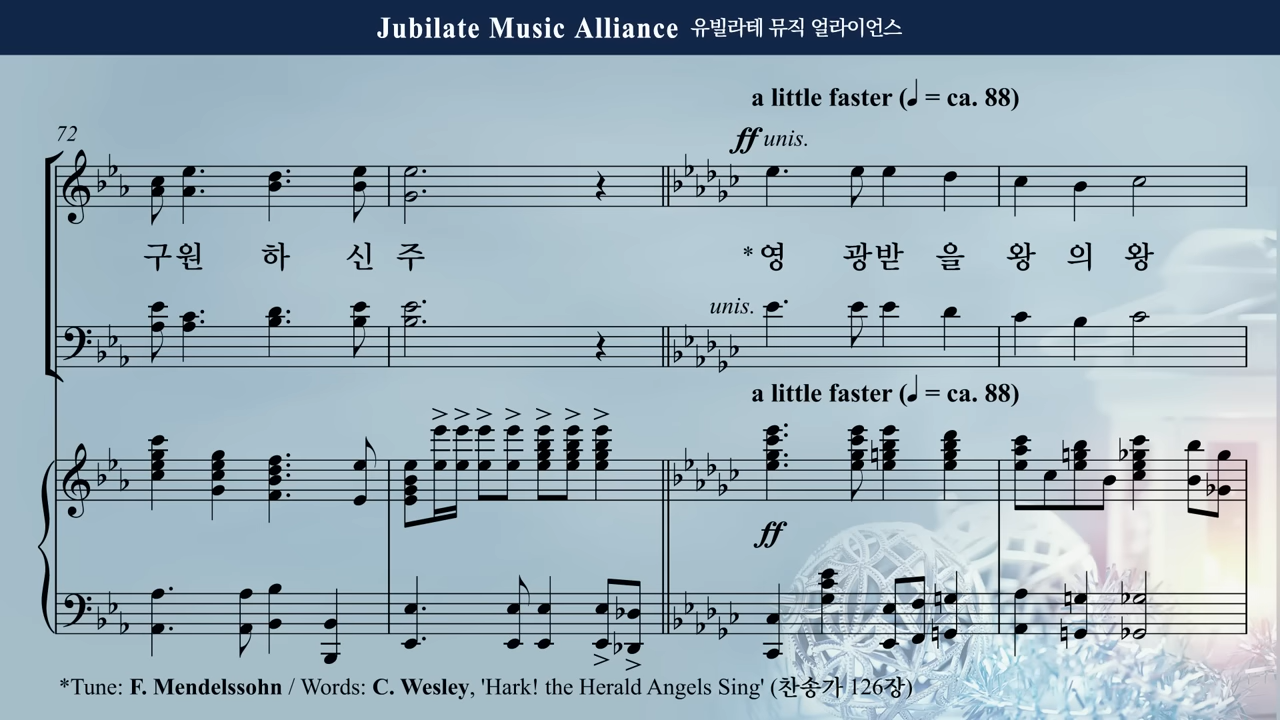 Jubilate Music Alliance 유빌라테 뮤직 얼라이언스
a little faster (♩ = ca. 88)
72
ff unis.
구원 하 신 주 *영 광받 을 왕 의 왕
unis.
a little faster (♩ = ca. 88)
ff
*Tune: F. Mendelssohn / Words: C. Wesley, 'Hark! the Herald Angels Sing' (찬송가 126장)